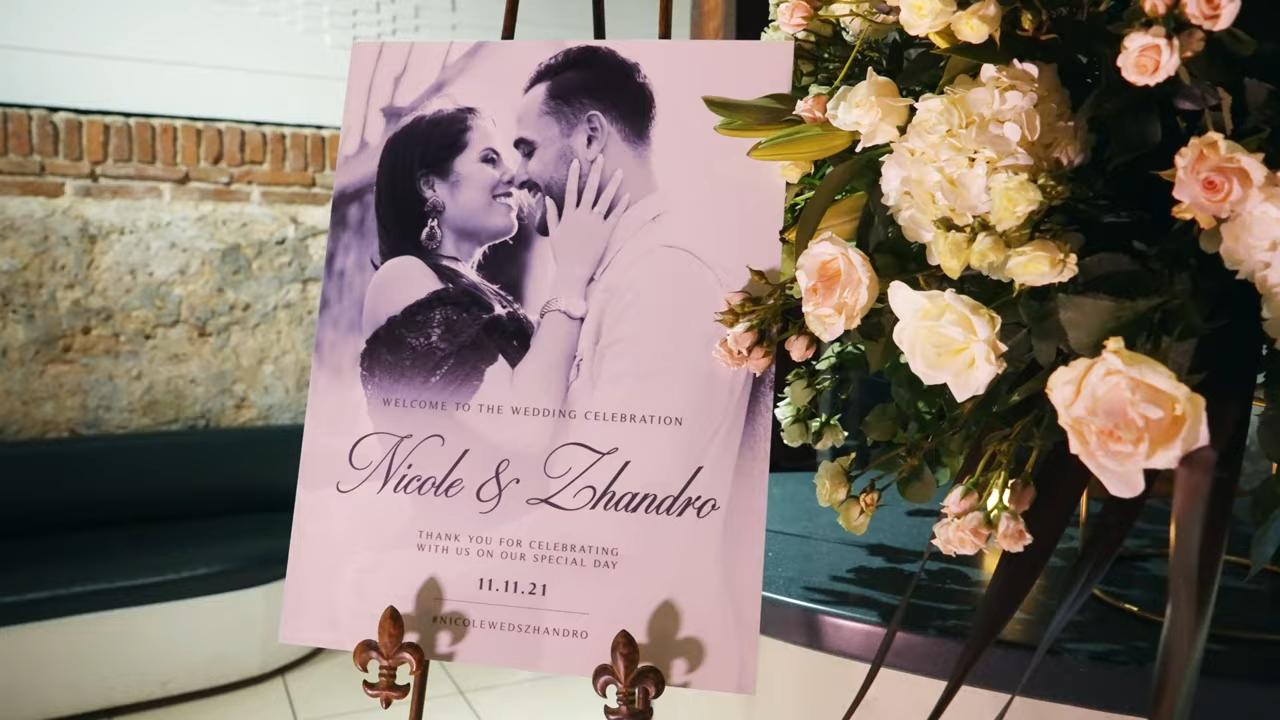 WELCOME TO THE WEDDING CELEBRATION
Nicole & Zhandro
THANK YOU FOR CELEBRATING
WITH US ON OUR SPECIAL DAY
11.11.21
#NICOLEWEDSZHANDRO